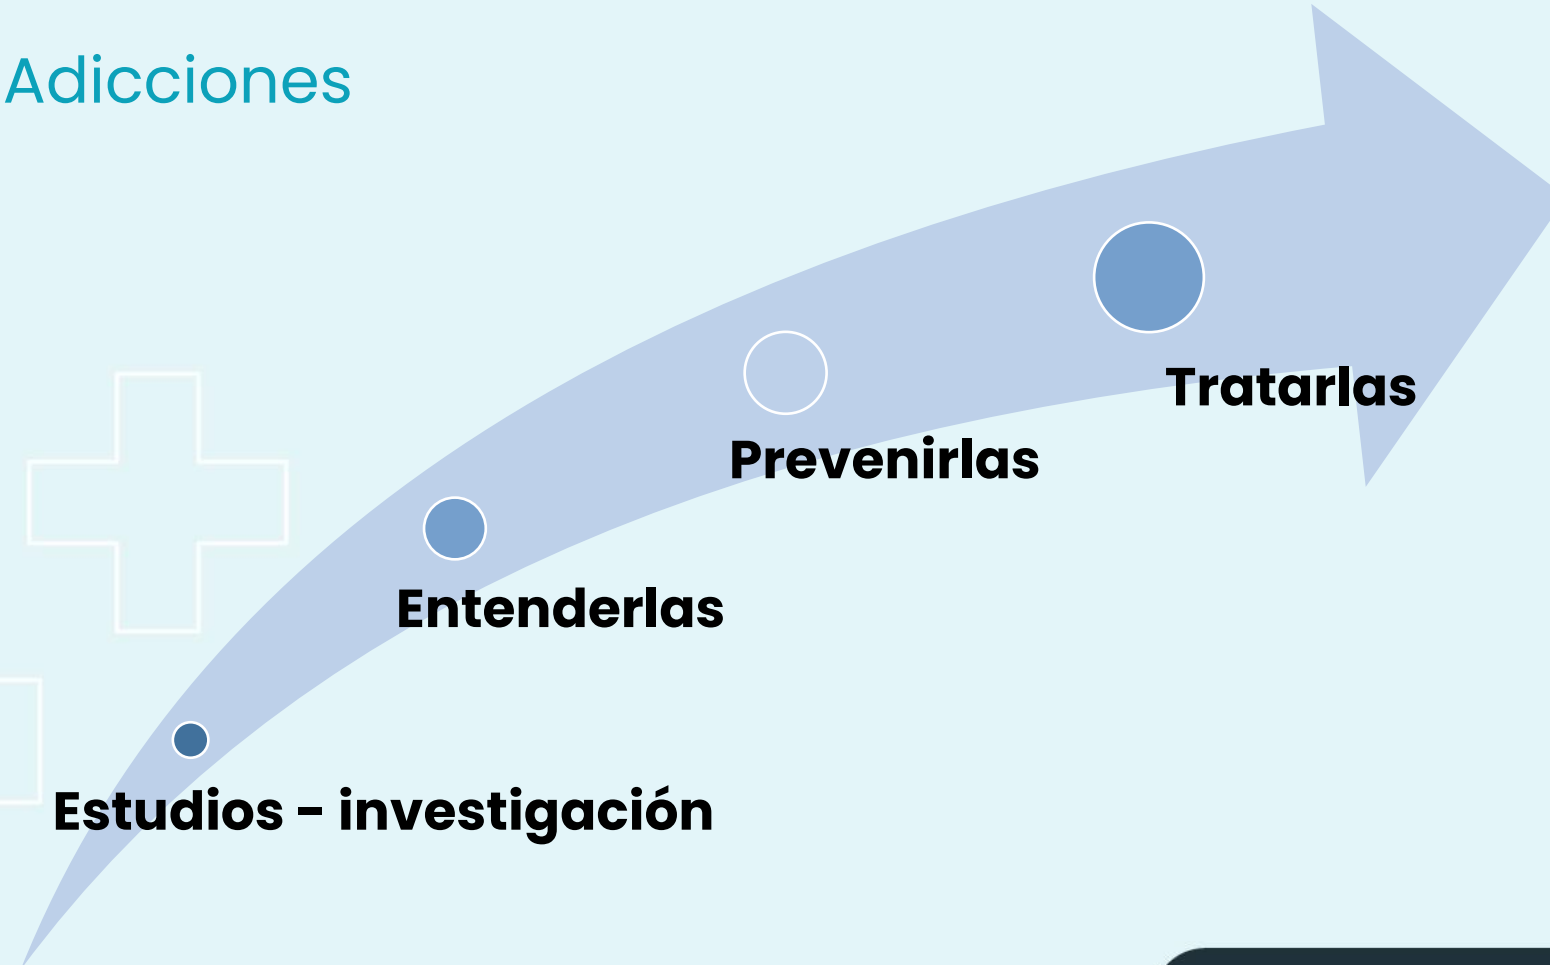 Adicciones
Tratarlas
Prevenirlas
Entenderlas
Estudios - investigación